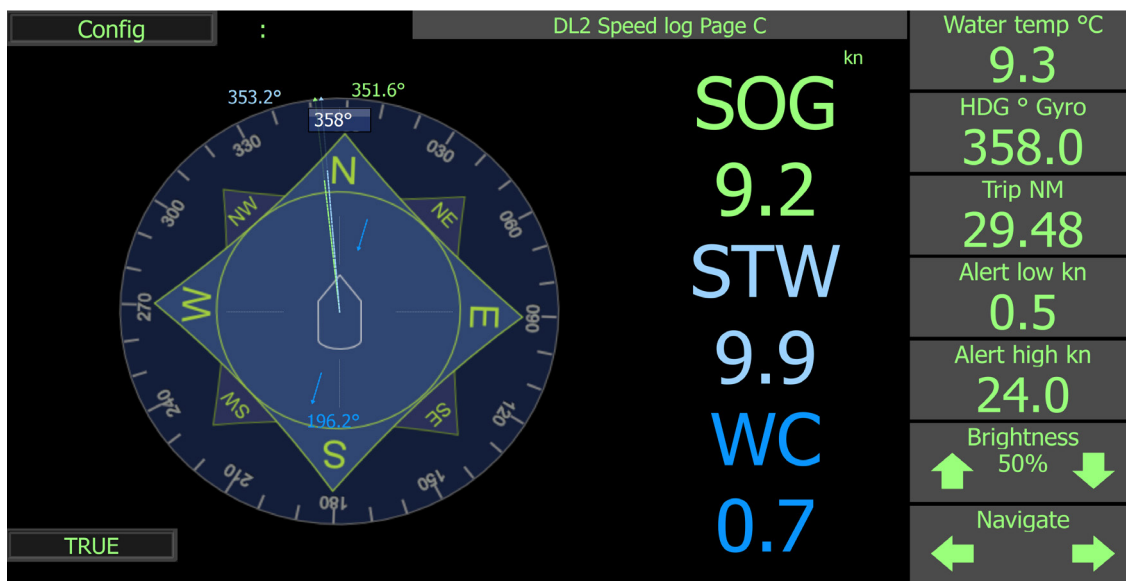 Config
:
DL2 Speed log Page C
353.2°
351.6°
358°
330
030
300
060
270
090
240
120
210
150
180
N
NE
E
SE
S
SW
W
NW
196.2°
TRUE
kn
SOG
9.2
STW
9.9
WC
0.7
Water temp °C
9.3
HDG ° Gyro
358.0
Trip NM
29.48
Alert low kn
0.5
Alert high kn
24.0
Brightness
50%
Navigate